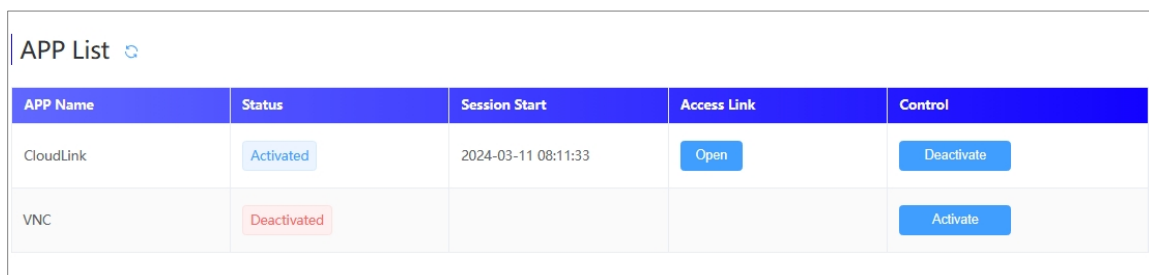 APP List
APP Name Status Session Start Access Link Control
CloudLink Activated 2024-03-11 08:11:33 Open Deactivate
VNC Deactivated Activate